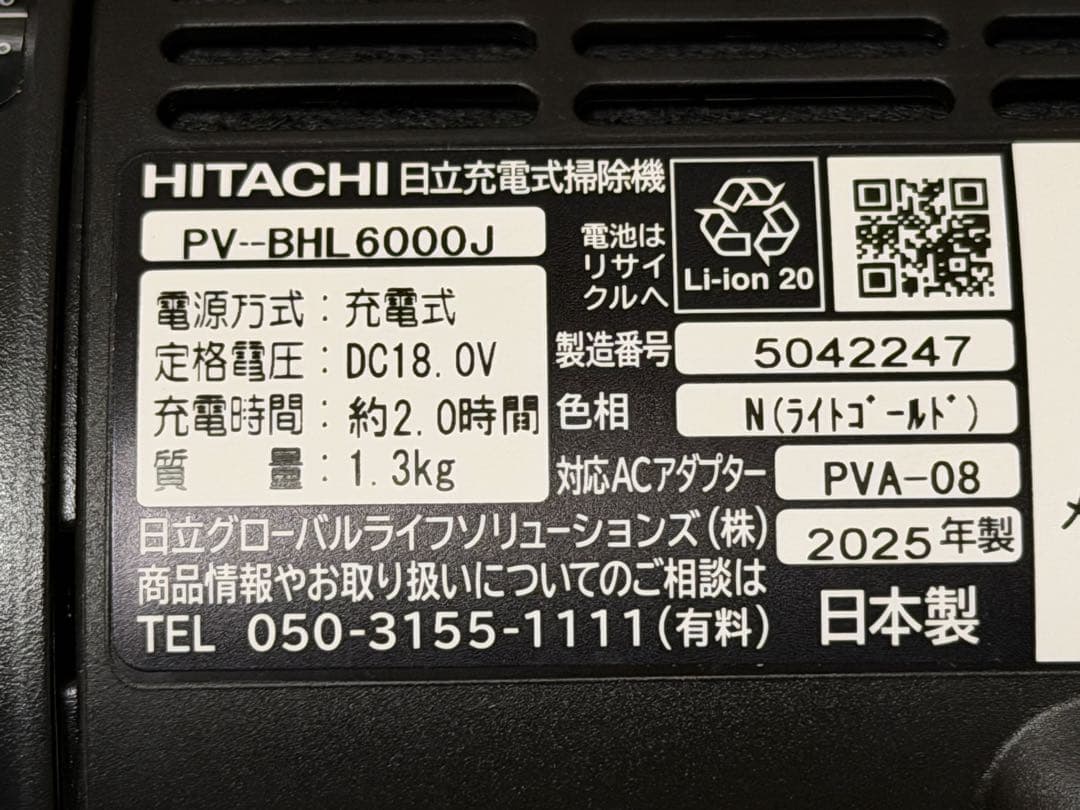 HITACHI 日立充電式掃除機
PV--BHL6000J
電源方式：充電式
定格電圧：DC18.0V
充電時間：約2.0時間
質 量：1.3kg
電池は
リサイ
クルへ
Li-ion 20
製造番号 5042247
色相 N(ﾗｲﾄｺﾞｰﾙﾄﾞ)
対応ACアダプター PVA-08
2025年製
日立グローバルライフソリューションズ(株)
商品情報やお取り扱いについてのご相談は
TEL 050-3155-1111(有料)
日本製